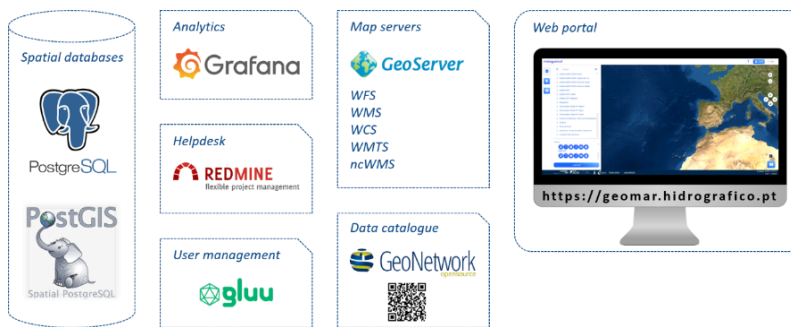 Spatial databases
PostgreSQL
PostGIS
Spatial PostgreSQL
Analytics
Grafana
Helpdesk
REDMINE
flexible project management
User management
gluu
Map servers
GeoServer
WFS
WMS
WCS
WMTS
ncWMS
Data catalogue
GeoNetwork
opensource
Web portal
https://geomar.hidrografico.pt